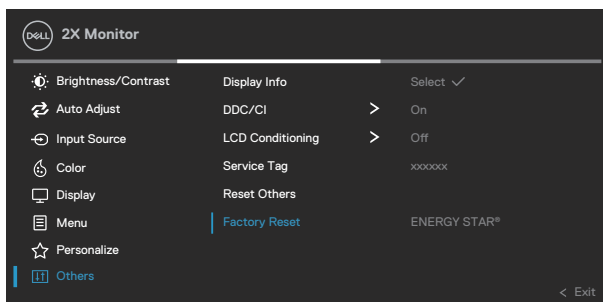 DELL 2X Monitor
Brightness/Contrast Display Info Select ✓
Auto Adjust DDC/CI > On
Input Source LCD Conditioning > Off
Color Service Tag xxxxxx
Display Reset Others
Menu Factory Reset ENERGY STAR®
Personalize
Others
< Exit